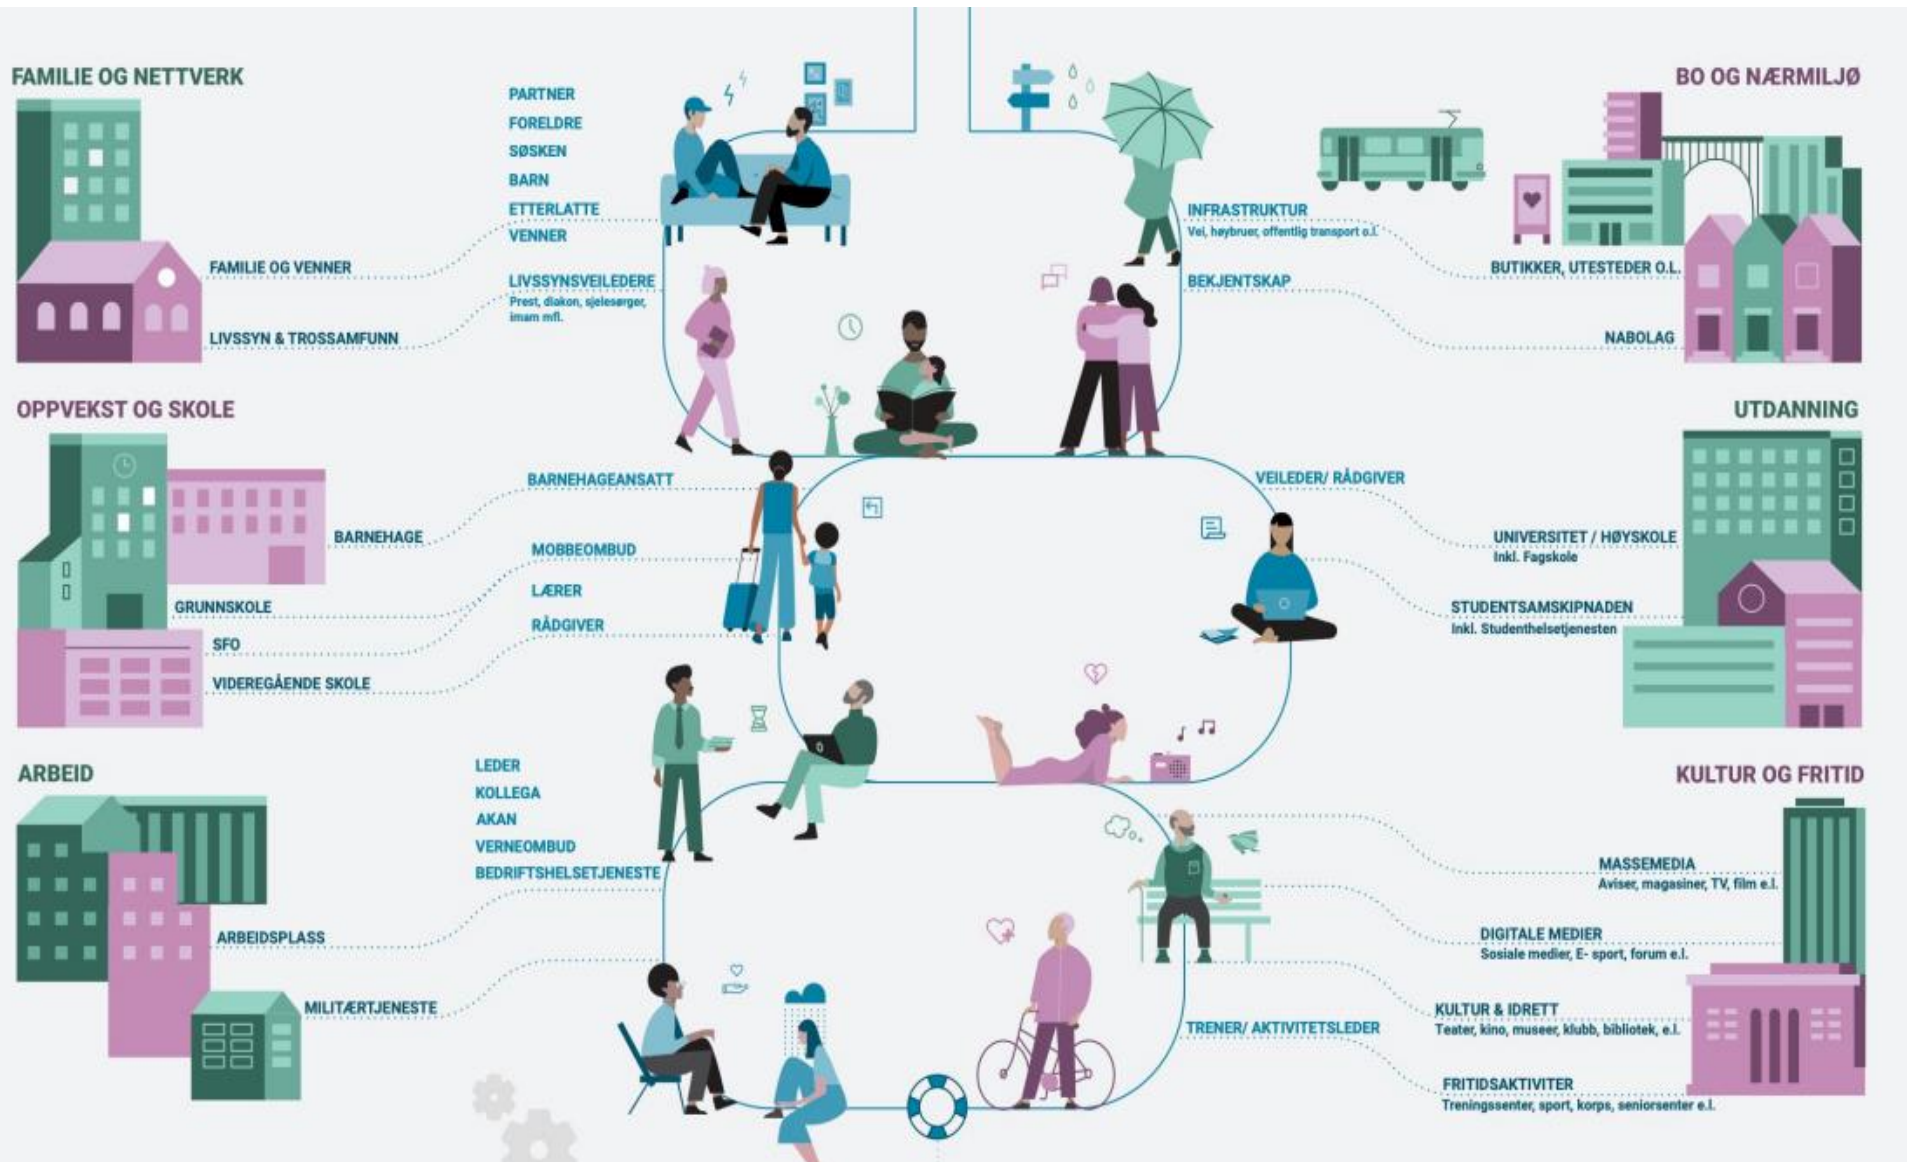 FAMILIE OG NETTVERK
PARTNER
FORELDRE
SØSKEN
BARN
ETTERLATTE
VENNER
FAMILIE OG VENNER
LIVSSYNSVEILEDERE
Prest, diakon, sjelesørger,
imam mfl.
LIVSSYN & TROSSAMFUNN
BO OG NÆRMILJØ
INFRASTRUKTUR
Vei, høybruer, offentlig transport o.l.
BUTIKKER, UTESTEDER O.L.
BEKJENTSKAP
NABOLAG
OPPVEKST OG SKOLE
BARNEHAGEANSATT
BARNEHAGE
MOBBEOMBUD
LÆRER
RÅDGIVER
GRUNNSKOLE
SFO
VIDEREGÅENDE SKOLE
UTDANNING
VEILEDER/ RÅDGIVER
UNIVERSITET / HØYSKOLE
Inkl. Fagskole
STUDENTSAMSKIPNADEN
Inkl. Studenthelsetjenesten
ARBEID
LEDER
KOLLEGA
AKAN
VERNEOMBUD
BEDRIFTSHELSETJENESTE
ARBEIDSPLASS
MILITÆRTJENESTE
KULTUR OG FRITID
MASSEMEDIA
Aviser, magasiner, TV, film e.l.
DIGITALE MEDIER
Sosiale medier, E- sport, forum e.l.
KULTUR & IDRETT
Teater, kino, museer, klubb, bibliotek, e.l.
TRENER/ AKTIVITETSLEDER
FRITIDSAKTIVITER
Treningssenter, sport, korps, seniorsenter e.l.